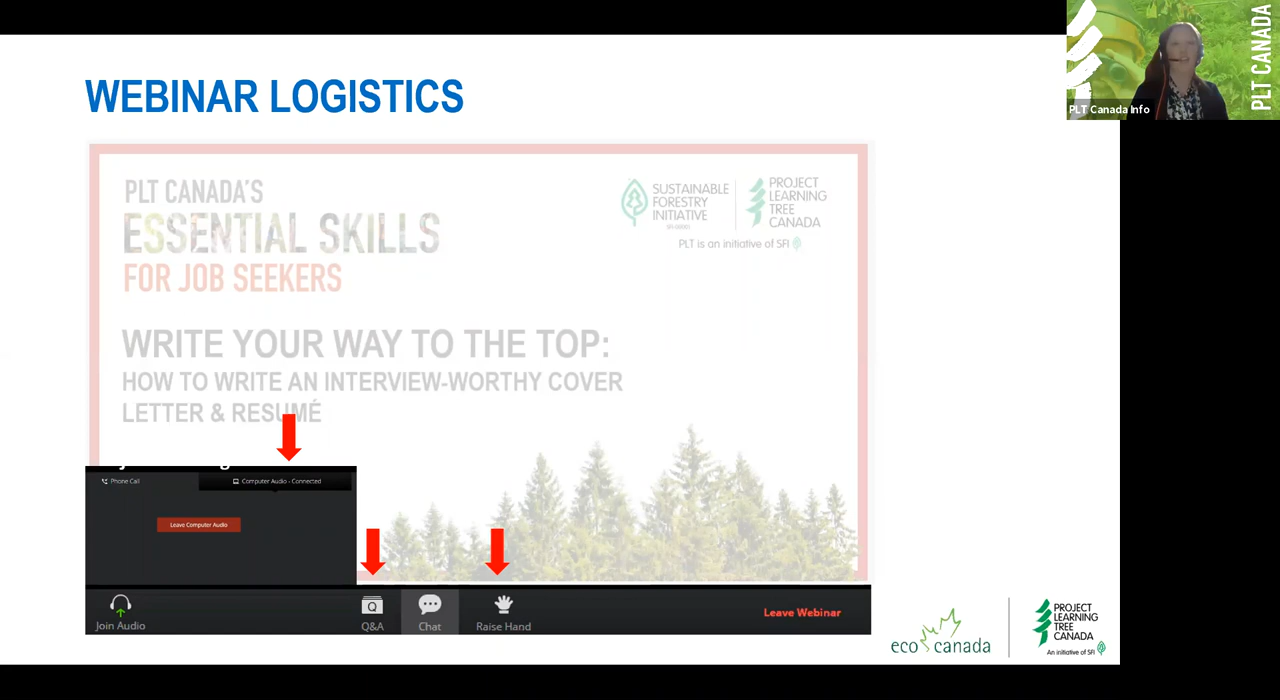 WEBINAR LOGISTICS
PLT CANADA'S
ESSENTIAL SKILLS
FOR JOB SEEKERS
SUSTAINABLE
FORESTRY
INITIATIVE
PROJECT
LEARNING
TREE
CANADA
PLT is an initiative of SFI
WRITE YOUR WAY TO THE TOP:
HOW TO WRITE AN INTERVIEW-WORTHY COVER
LETTER & RESUMÉ
Phone Call
Computer Audio - Connected
Leave Computer Audio
Join Audio
Q&A
Chat
Raise Hand
Leave Webinar
eco canada
PROJECT
LEARNING
TREE
CANADA
An initiative of SFI
PLT Canada Info
PLT CANADA